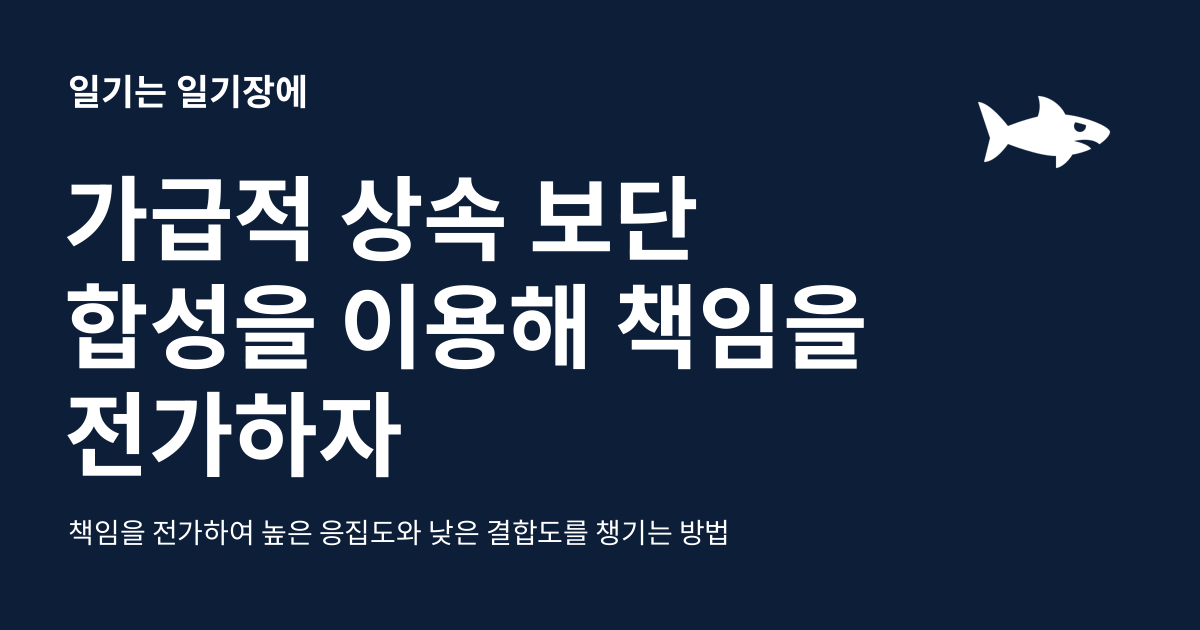 일기는 일기장에
가급적 상속 보단
합성을 이용해 책임을
전가하자
책임을 전가하여 높은 응집도와 낮은 결합도를 챙기는 방법